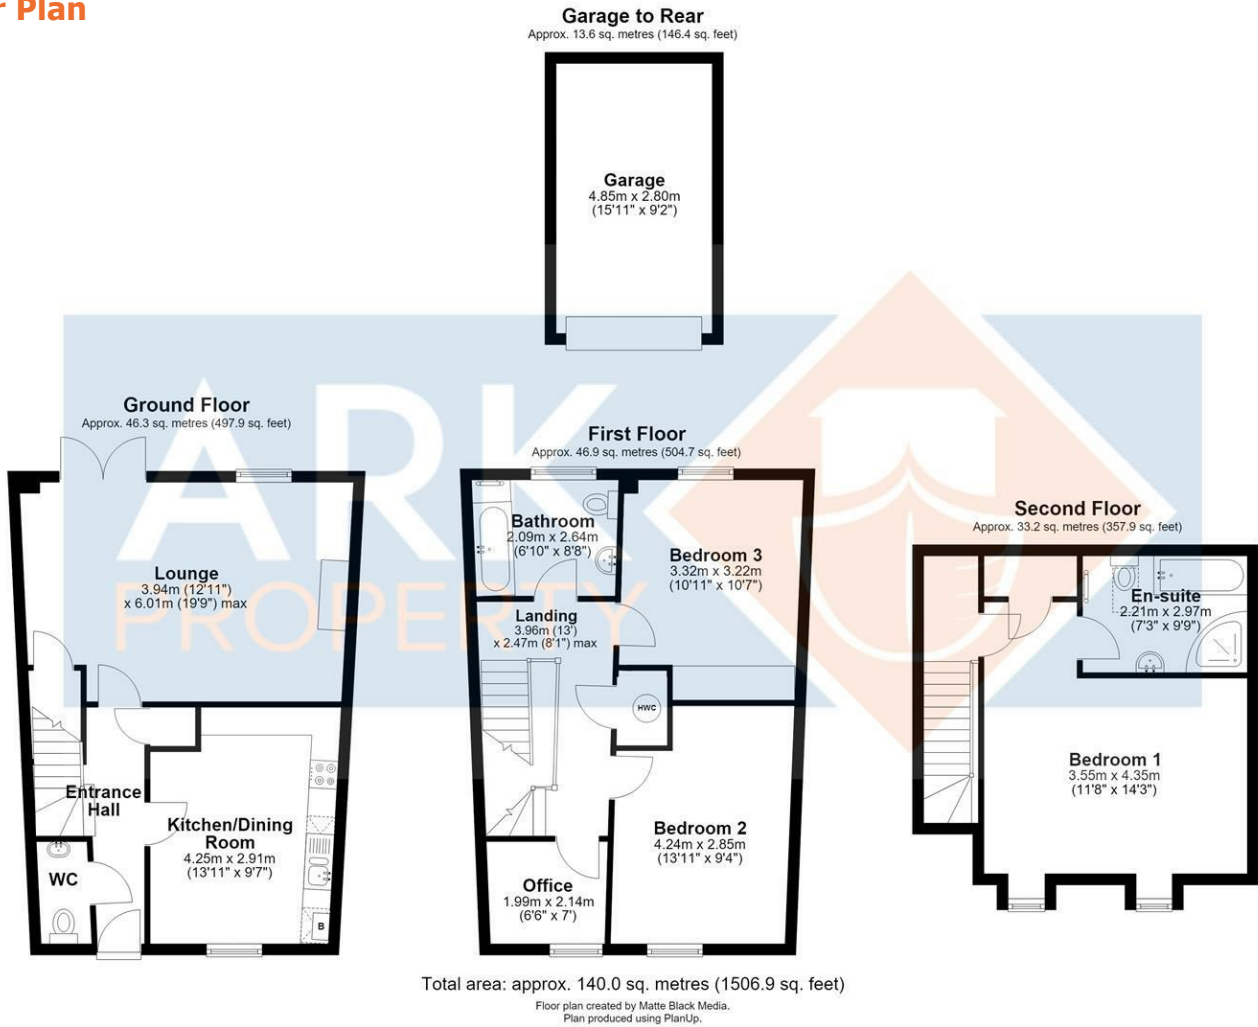 r Plan
Garage to Rear
Approx. 13.6 sq. metres (146.4 sq. feet)
Garage
4.85m x 2.80m
(15'11" x 9'2")
ARK
PROPERTY
Ground Floor
Approx. 46.3 sq. metres (497.9 sq. feet)
Lounge
3.94m (12'11")
x 6.01m (19'9") max
Entrance
Hall
Kitchen/Dining
Room
4.25m x 2.91m
(13'11" x 9'7")
WC
B
First Floor
Approx. 46.9 sq. metres (504.7 sq. feet)
Bathroom
2.09m x 2.64m
(6'10" x 8'8")
Bedroom 3
3.32m x 3.22m
(10'11" x 10'7")
Landing
3.96m (13')
x 2.47m (8'1") max
HWC
Bedroom 2
4.24m x 2.85m
(13'11" x 9'4")
Office
1.99m x 2.14m
(6'6" x 7')
Second Floor
Approx. 33.2 sq. metres (357.9 sq. feet)
En-suite
2.21m x 2.97m
(7'3" x 9'9")
Bedroom 1
3.55m x 4.35m
(11'8" x 14'3")
Total area: approx. 140.0 sq. metres (1506.9 sq. feet)
Floor plan created by Matte Black Media.
Plan produced using PlanUp.